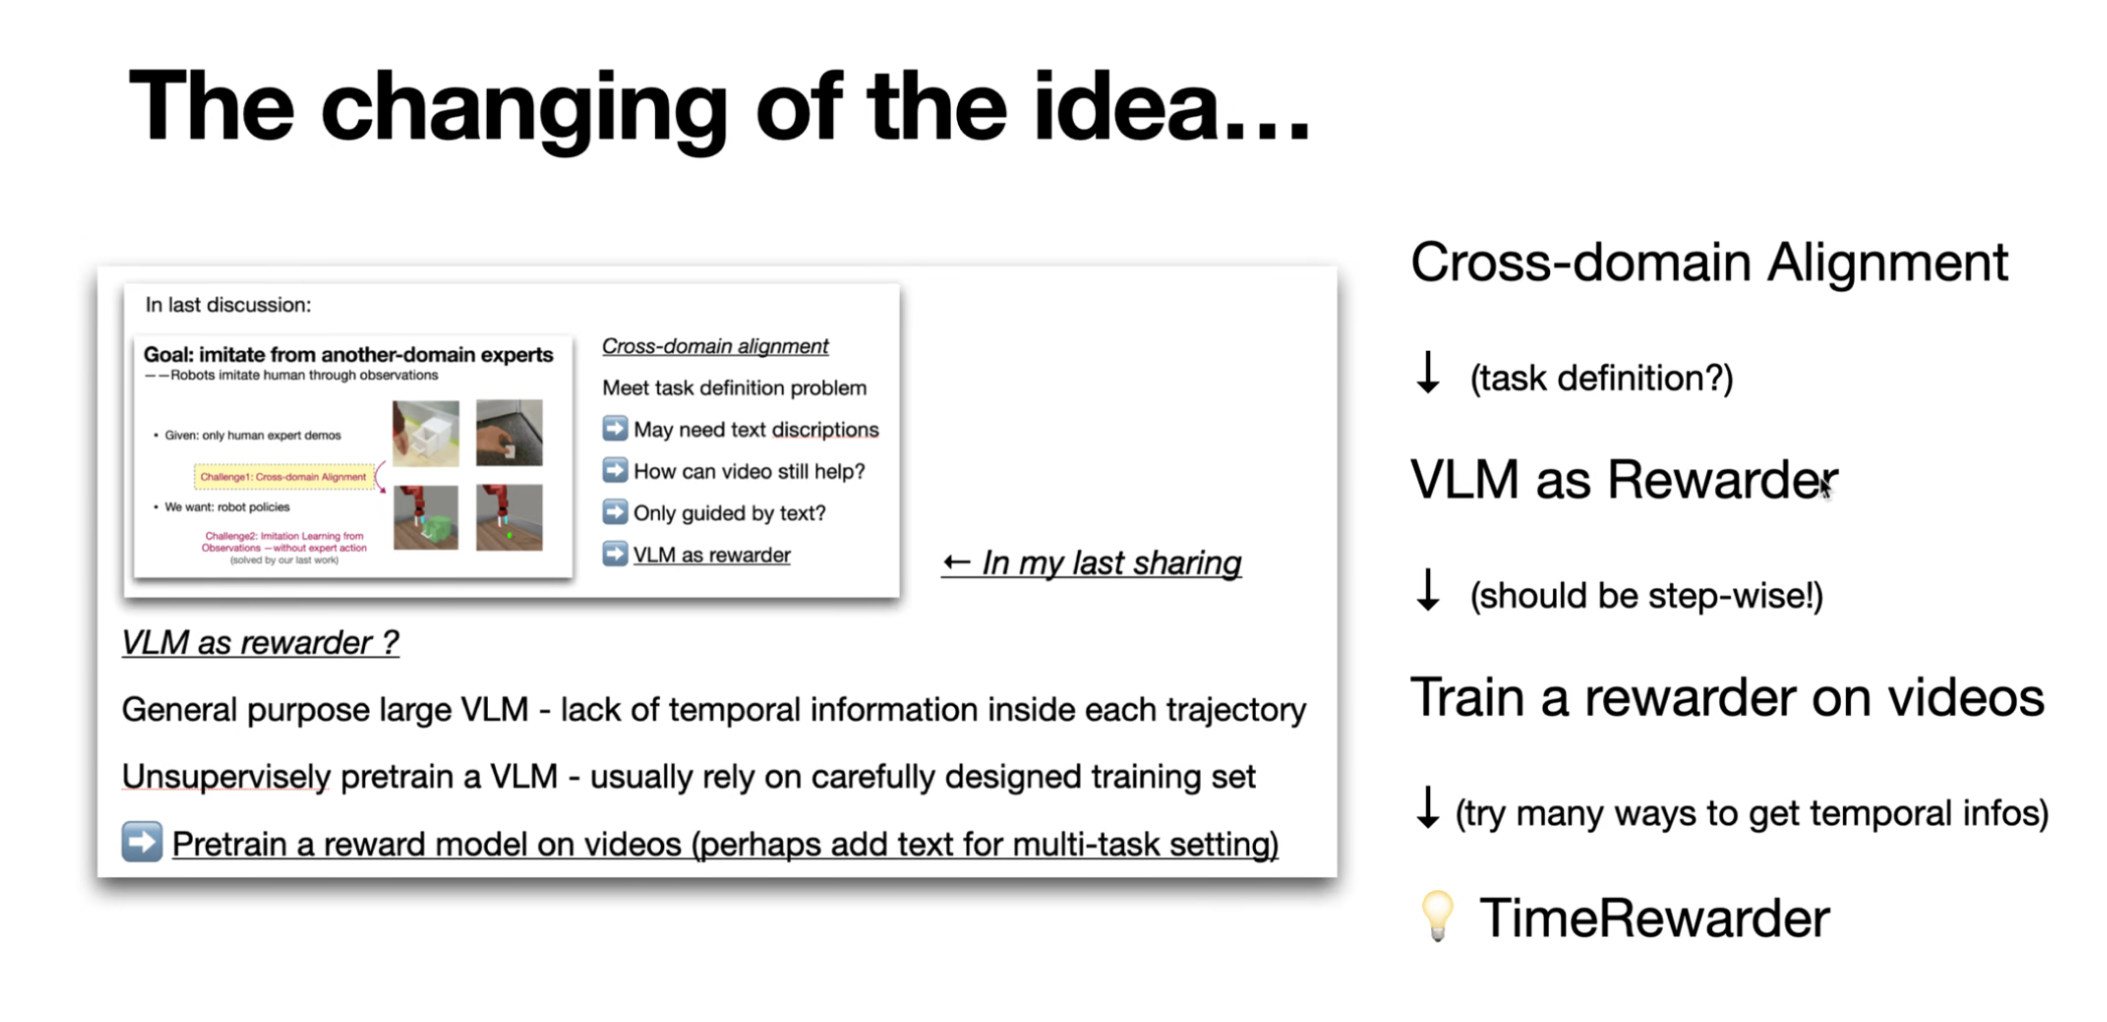 The changing of the idea...
In last discussion:
Goal: imitate from another-domain experts
——Robots imitate human through observations
• Given: only human expert demos
Challenge1: Cross-domain Alignment
• We want: robot policies
Challenge2: Imitation Learning from
Observations —without expert action
(solved by our last work)
Cross-domain alignment
Meet task definition problem
➡ May need text discriptions
➡ How can video still help?
➡ Only guided by text?
➡ VLM as rewarder
← In my last sharing
VLM as rewarder ?
General purpose large VLM - lack of temporal information inside each trajectory
Unsupervisely pretrain a VLM - usually rely on carefully designed training set
➡ Pretrain a reward model on videos (perhaps add text for multi-task setting)
Cross-domain Alignment
↓ (task definition?)
VLM as Rewarder
↓ (should be step-wise!)
Train a rewarder on videos
↓ (try many ways to get temporal infos)
💡 TimeRewarder